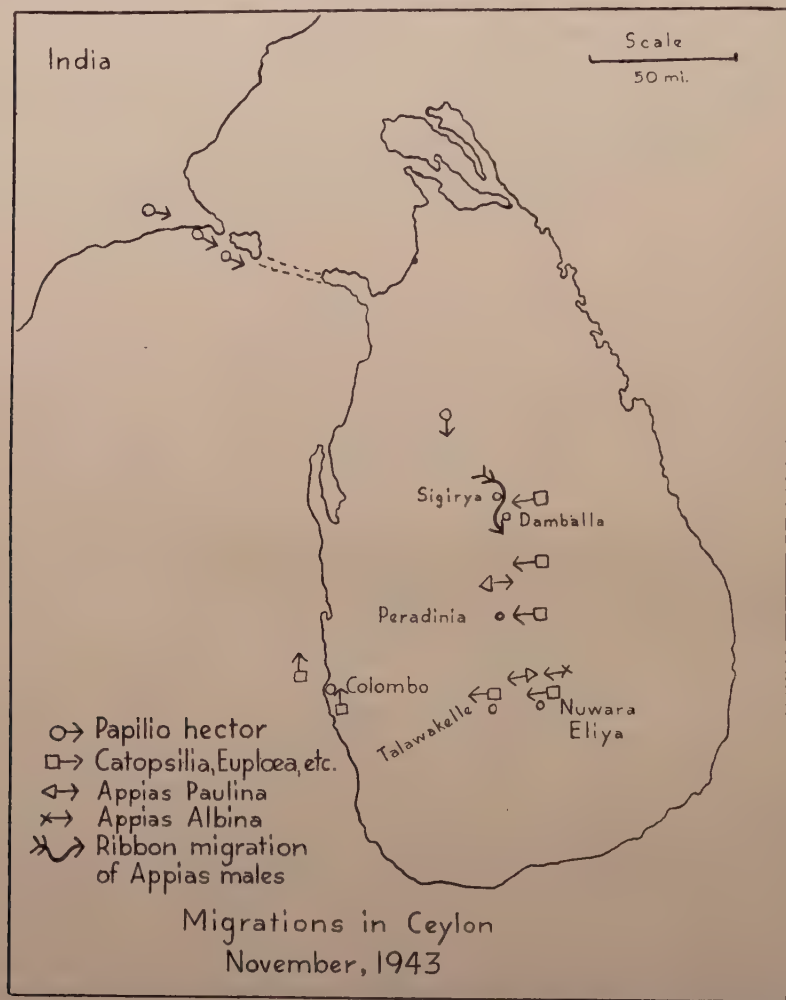 India
Scale
50 mi.
Sigirya
Damballa
Peradinia
Colombo
Talawakelle
Nuwara
Eliya
Papilio hector
Catopsilia, Euploea, etc.
Appias Paulina
Appias Albina
Ribbon migration
of Appias males
Migrations in Ceylon
November, 1943